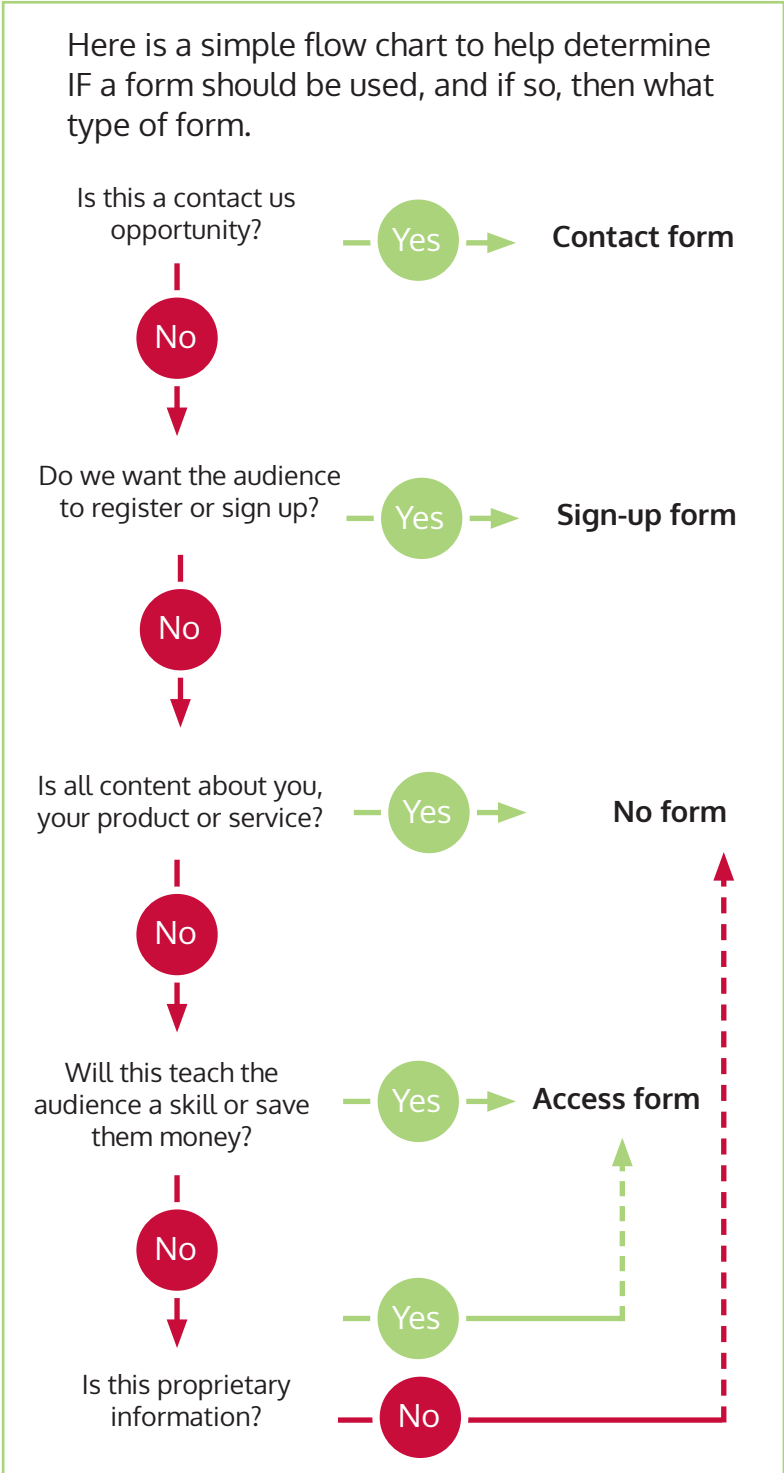 Here is a simple flow chart to help determine
IF a form should be used, and if so, then what
type of form.
Is this a contact us
opportunity?
Yes
Contact form
No
Do we want the audience
to register or sign up?
Yes
Sign-up form
No
Is all content about you,
your product or service?
Yes
No form
No
Will this teach the
audience a skill or save
them money?
Yes
Access form
No
Yes
Is this proprietary
information?
No